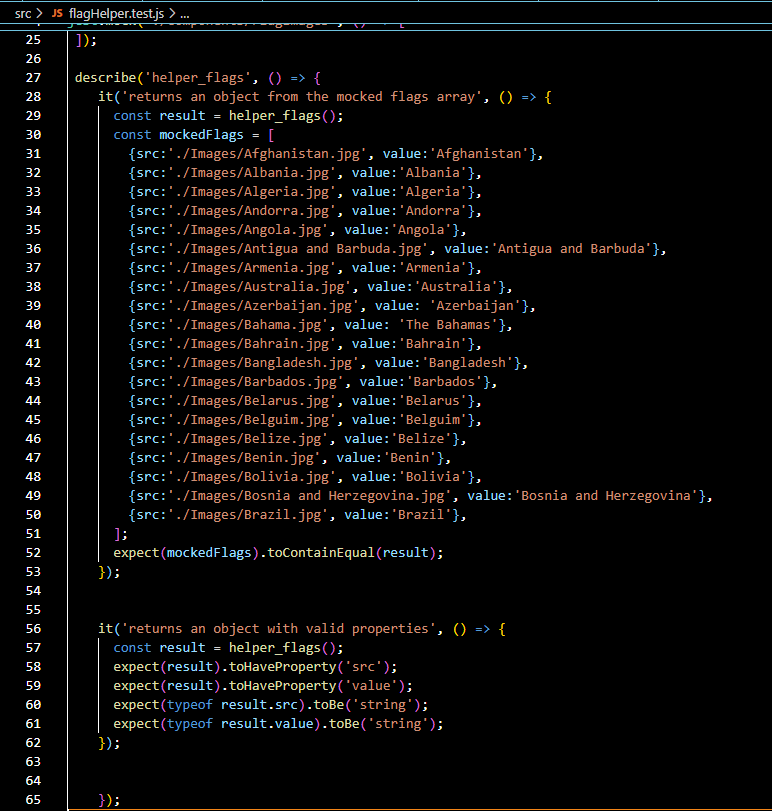 src > JS flagHelper.test.js > ...
25 ]);
26
27 describe('helper_flags', () => {
28 it('returns an object from the mocked flags array', () => {
29 const result = helper_flags();
30 const mockedFlags = [
31 {src:'./Images/Afghanistan.jpg', value:'Afghanistan'},
32 {src:'./Images/Albania.jpg', value:'Albania'},
33 {src:'./Images/Algeria.jpg', value:'Algeria'},
34 {src:'./Images/Andorra.jpg', value:'Andorra'},
35 {src:'./Images/Angola.jpg', value:'Angola'},
36 {src:'./Images/Antigua and Barbuda.jpg', value:'Antigua and Barbuda'},
37 {src:'./Images/Armenia.jpg', value:'Armenia'},
38 {src:'./Images/Australia.jpg', value:'Australia'},
39 {src:'./Images/Azerbaijan.jpg', value: 'Azerbaijan'},
40 {src:'./Images/Bahama.jpg', value: 'The Bahamas'},
41 {src:'./Images/Bahrain.jpg', value:'Bahrain'},
42 {src:'./Images/Bangladesh.jpg', value:'Bangladesh'},
43 {src:'./Images/Barbados.jpg', value:'Barbados'},
44 {src:'./Images/Belarus.jpg', value:'Belarus'},
45 {src:'./Images/Belguim.jpg', value:'Belguim'},
46 {src:'./Images/Belize.jpg', value:'Belize'},
47 {src:'./Images/Benin.jpg', value:'Benin'},
48 {src:'./Images/Bolivia.jpg', value:'Bolivia'},
49 {src:'./Images/Bosnia and Herzegovina.jpg', value:'Bosnia and Herzegovina'},
50 {src:'./Images/Brazil.jpg', value:'Brazil'},
51 ];
52 expect(mockedFlags).toContainEqual(result);
53 });
54
55
56 it('returns an object with valid properties', () => {
57 const result = helper_flags();
58 expect(result).toHaveProperty('src');
59 expect(result).toHaveProperty('value');
60 expect(typeof result.src).toBe('string');
61 expect(typeof result.value).toBe('string');
62 });
63
64
65 });